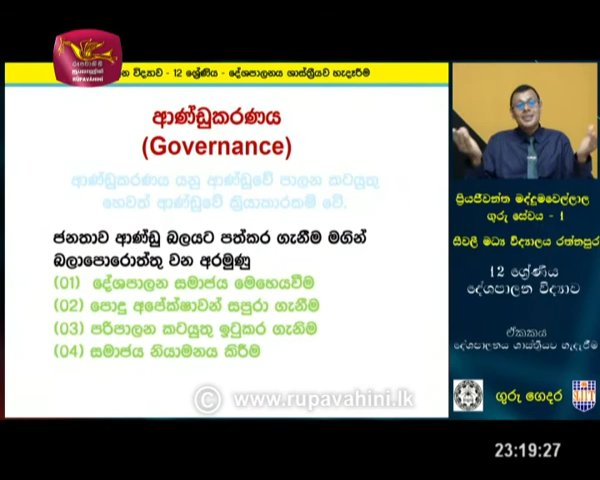 රූපවාහිනී
RUPAVAHINI
න විද්‍යාව - 12 ශ්‍රේණිය - දේශපාලනය ශාස්ත්‍රීයව හැදෑරීම
ආණ්ඩුකරණය
(Governance)
ආණ්ඩුකරණය යනු ආණ්ඩුවේ පාලන කටයුතු
හෙවත් ආණ්ඩුවේ ක්‍රියාකාරකම් වේ.
ජනතාව ආණ්ඩු බලයට පත්කර ගැනීම මගින්
බලාපොරොත්තු වන අරමුණු
(01) දේශපාලන සමාජය මෙහෙයවීම
(02) පොදු අපේක්ෂාවන් සපුරා ගැනීම
(03) පරිපාලන කටයුතු ඉටුකර ගැනිම
(04) සමාජය නියාමනය කිරීම
© www.rupavahini.lk
ප්‍රියජීවන්ත මද්දුමවෙල්ලාල
ගුරු සේවය - 1
සීවලී මධ්‍ය විද්‍යාලය රත්නපුර
12 ශ්‍රේණිය
දේශපාලන විද්‍යාව
ඒකකය
දේශපාලනය ශාස්ත්‍රීයව හැදෑරීම
ගුරු ගෙදර
23:19:27